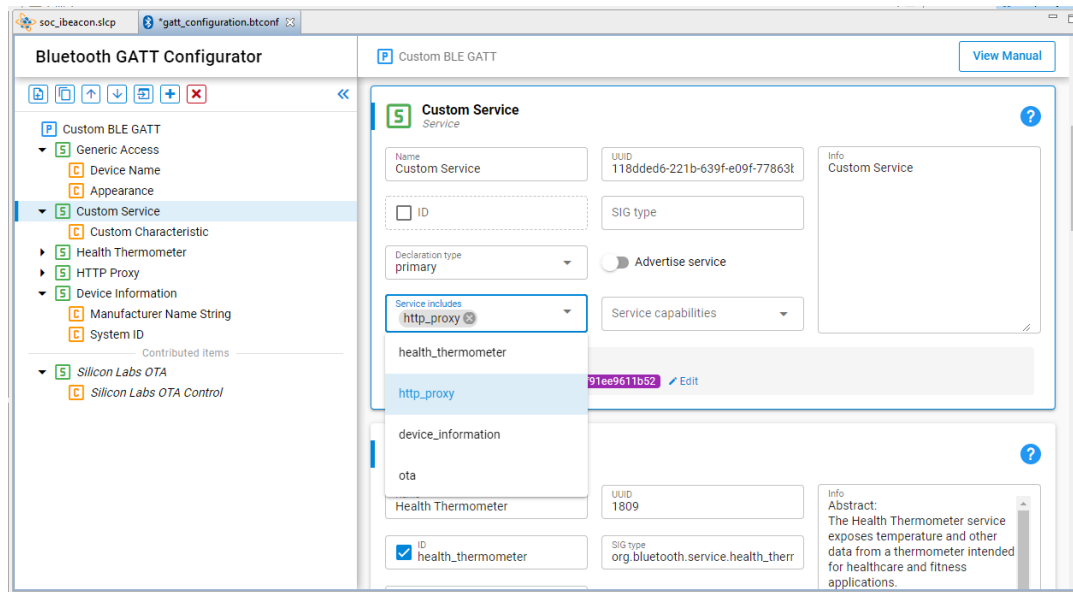 soc_ibeacon.slcp
*gatt_configuration.btconf
Bluetooth GATT Configurator
P Custom BLE GATT
View Manual
P Custom BLE GATT
S Generic Access
C Device Name
C Appearance
S Custom Service
C Custom Characteristic
S Health Thermometer
S HTTP Proxy
S Device Information
C Manufacturer Name String
C System ID
Contributed items
S Silicon Labs OTA
C Silicon Labs OTA Control
S Custom Service
Service
?
Name
Custom Service
UUID
118dded6-221b-639f-e09f-77863b
Info
Custom Service
ID
SIG type
Declaration type
primary
Advertise service
Service includes
http_proxy
Service capabilities
health_thermometer
http_proxy
device_information
ota
91ee9611b52
Edit
?
Health Thermometer
UUID
1809
Info
Abstract:
The Health Thermometer service
exposes temperature and other
data from a thermometer intended
for healthcare and fitness
applications.
ID
health_thermometer
SIG type
org.bluetooth.service.health_therr